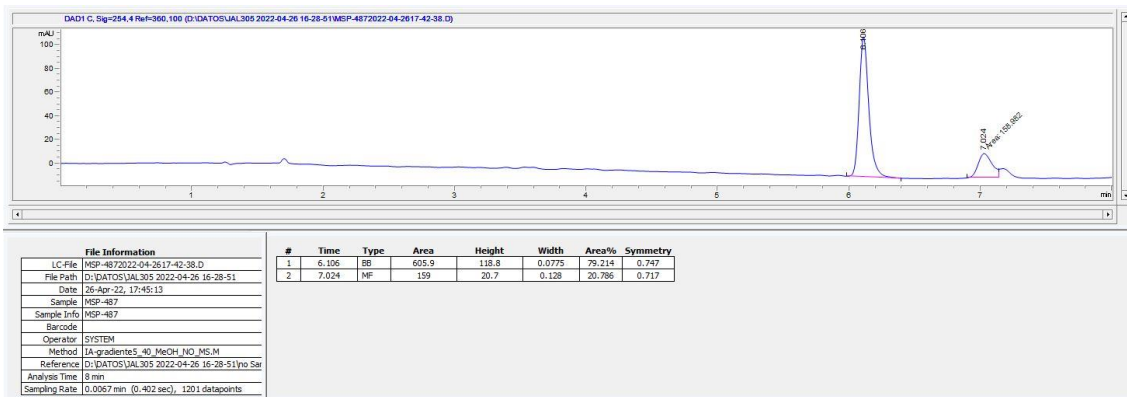 DAD1 C, Sig=254,4 Ref=360,100 (D:\DATOS\JAL305 2022-04-26 16-28-51\MSP-4872022-04-2617-42-38.D)
mAU
100
80
60
40
20
0
6.106
7.024
Area: 158.982
1 2 3 4 5 6 7 min
File Information
LC-File MSP-4872022-04-2617-42-38.D
File Path D:\DATOS\JAL305 2022-04-26 16-28-51
Date 26-Apr-22, 17:45:13
Sample MSP-487
Sample Info MSP-487
Barcode
Operator SYSTEM
Method IA-gradiente5_40_MeOH_NO_MS.M
Reference D:\DATOS\JAL305 2022-04-26 16-28-51\no Sar
Analysis Time 8 min
Sampling Rate 0.0067 min (0.402 sec), 1201 datapoints
# Time Type Area Height Width Area% Symmetry
1 6.106 BB 605.9 118.8 0.0775 79.214 0.747
2 7.024 MF 159 20.7 0.128 20.786 0.717